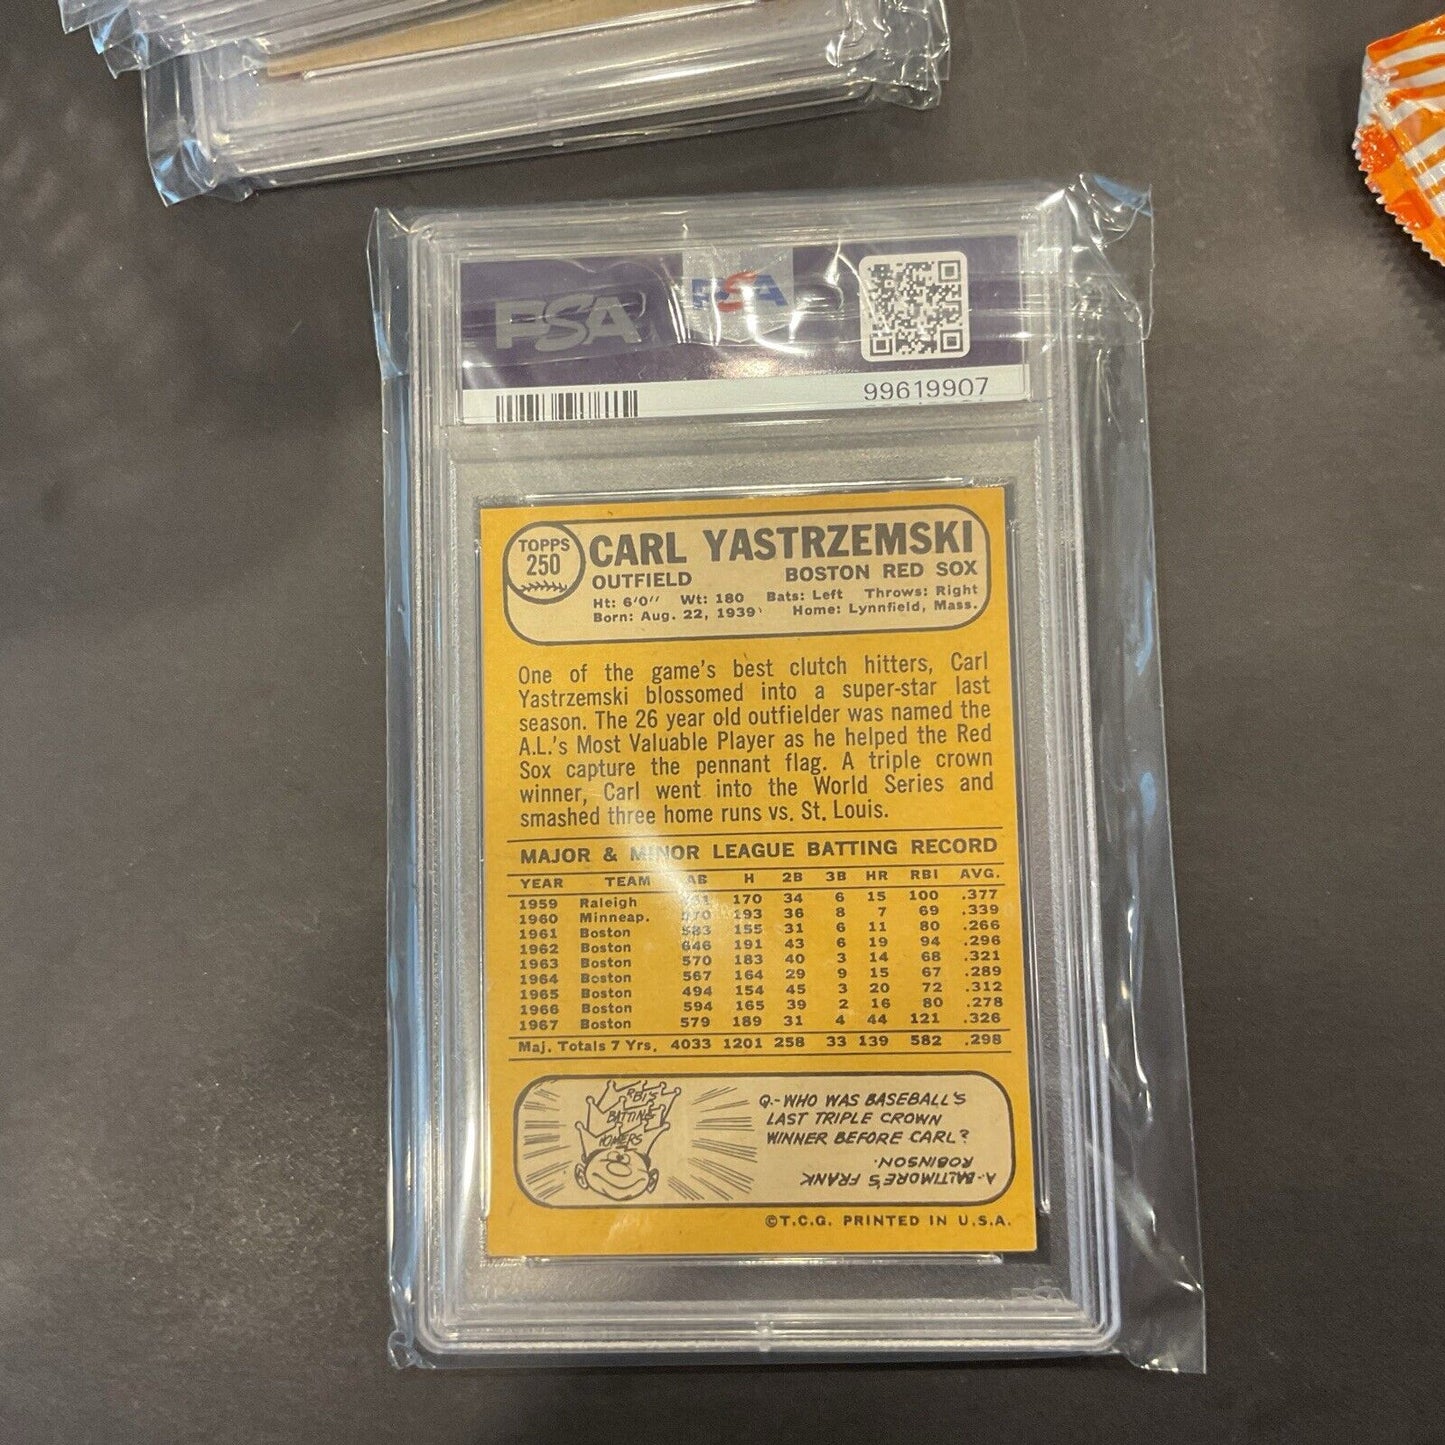 PSA
PSA
99619907
TOPPS
250
CARL YASTRZEMSKI
OUTFIELD BOSTON RED SOX
Ht: 6'0" Wt: 180 Bats: Left Throws: Right
Born: Aug. 22, 1939 Home: Lynnfield, Mass.
One of the game's best clutch hitters, Carl
Yastrzemski blossomed into a super-star last
season. The 26 year old outfielder was named the
A.L.'s Most Valuable Player as he helped the Red
Sox capture the pennant flag. A triple crown
winner, Carl went into the World Series and
smashed three home runs vs. St. Louis.
MAJOR & MINOR LEAGUE BATTING RECORD
YEAR TEAM AB H 2B 3B HR RBI AVG.
1959 Raleigh 170 34 6 15 100 .377
1960 Minneap. 570 193 36 8 7 69 .339
1961 Boston 583 155 31 6 11 80 .266
1962 Boston 646 191 43 6 19 94 .296
1963 Boston 570 183 40 3 14 68 .321
1964 Boston 567 164 29 9 15 67 .289
1965 Boston 494 154 45 3 20 72 .312
1966 Boston 594 165 39 2 16 80 .278
1967 Boston 579 189 31 4 44 121 .326
Maj. Totals 7 Yrs. 4033 1201 258 33 139 582 .298
RBI'S
BATTING
HOMERS
Q.-WHO WAS BASEBALL'S
LAST TRIPLE CROWN
WINNER BEFORE CARL?
A.-BALTIMORE'S FRANK
ROBINSON.
©T.C.G. PRINTED IN U.S.A.
PSA